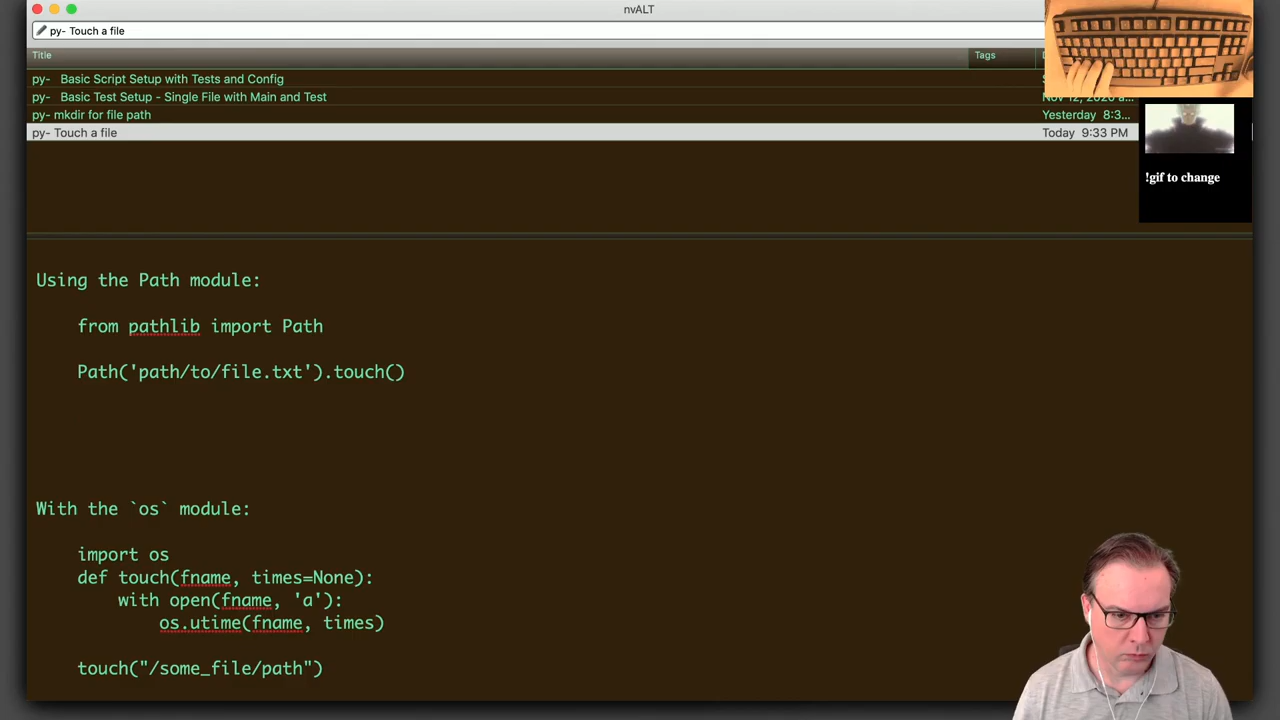 nvALT
py- Touch a file
Title
Tags
py- Basic Script Setup with Tests and Config
py- Basic Test Setup - Single File with Main and Test
Nov 12, 2020 a...
py- mkdir for file path
Yesterday 8:3...
py- Touch a file
Today 9:33 PM
!gif to change
Using the Path module:
from pathlib import Path
Path('path/to/file.txt').touch()
With the `os` module:
import os
def touch(fname, times=None):
with open(fname, 'a'):
os.utime(fname, times)
touch("/some_file/path")